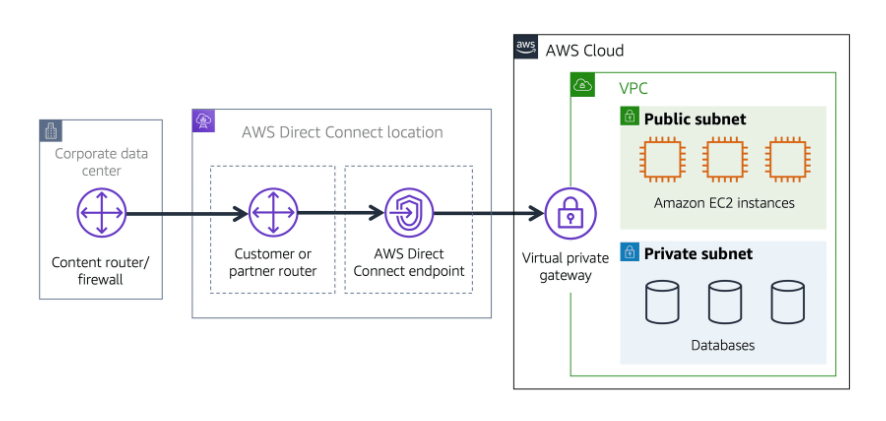 aws
AWS Cloud
VPC
Public subnet
Amazon EC2 instances
AWS Direct Connect location
Corporate data
center
Content router/
firewall
Customer or
partner router
AWS Direct
Connect endpoint
Virtual private
gateway
Private subnet
Databases